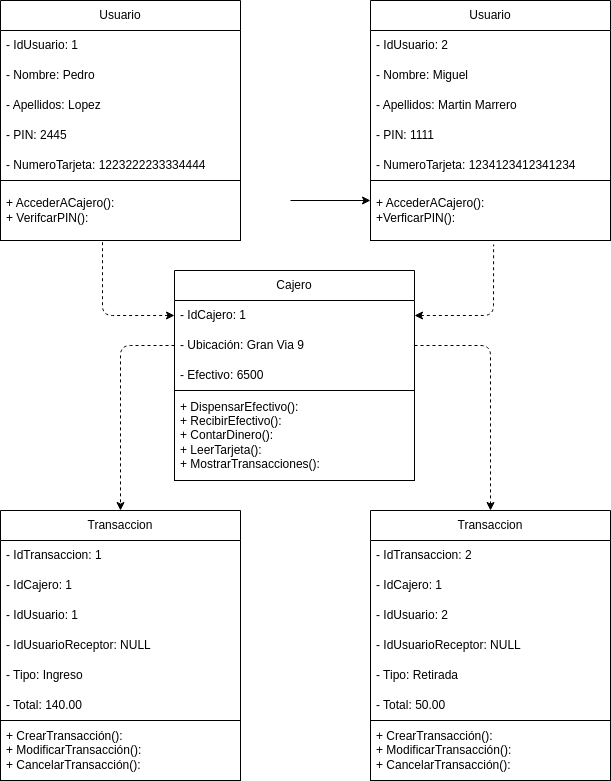 Usuario
- IdUsuario: 1
- Nombre: Pedro
- Apellidos: Lopez
- PIN: 2445
- NumeroTarjeta: 1223222233334444
+ AccederACajero():
+ VerifcarPIN():
Usuario
- IdUsuario: 2
- Nombre: Miguel
- Apellidos: Martin Marrero
- PIN: 1111
- NumeroTarjeta: 1234123412341234
+ AccederACajero():
+VerficarPIN():
Cajero
- IdCajero: 1
- Ubicación: Gran Via 9
- Efectivo: 6500
+ DispensarEfectivo():
+ RecibirEfectivo():
+ ContarDinero():
+ LeerTarjeta():
+ MostrarTransacciones():
Transaccion
- IdTransaccion: 1
- IdCajero: 1
- IdUsuario: 1
- IdUsuarioReceptor: NULL
- Tipo: Ingreso
- Total: 140.00
+ CrearTransacción():
+ ModificarTransacción():
+ CancelarTransacción():
Transaccion
- IdTransaccion: 2
- IdCajero: 1
- IdUsuario: 2
- IdUsuarioReceptor: NULL
- Tipo: Retirada
- Total: 50.00
+ CrearTransacción():
+ ModificarTransacción():
+ CancelarTransacción():